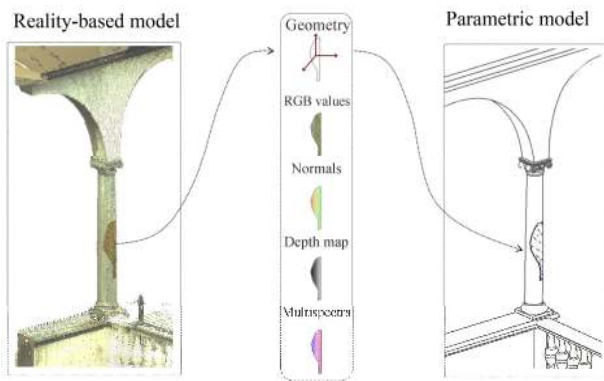 Reality-based model
Geometry
RGB values
Normals
Depth map
Multispectra
Parametric model